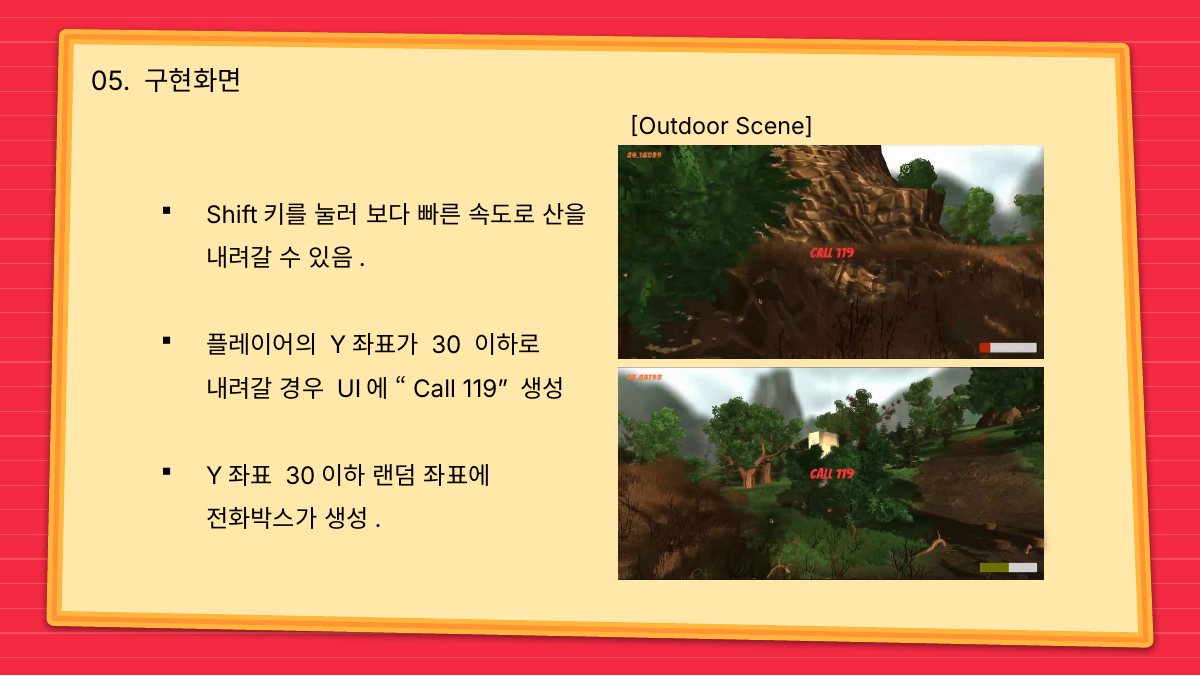 05. 구현화면
[Outdoor Scene]
▪ Shift 키를 눌러 보다 빠른 속도로 산을
내려갈 수 있음 .
▪ 플레이어의 Y 좌표가 30 이하로
내려갈 경우 UI 에 “ Call 119” 생성
▪ Y 좌표 30 이하 랜덤 좌표에
전화박스가 생성 .
CALL 119
CALL 119